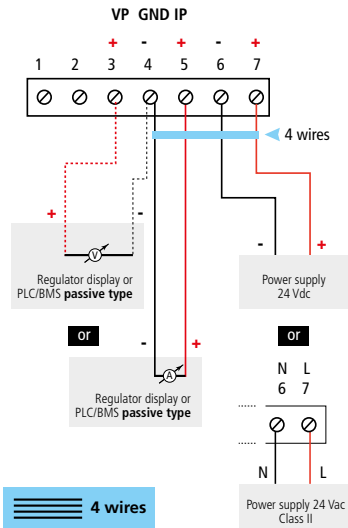 VP GND IP
+ - + - +
1 2 3 4 5 6 7
4 wires
+ -
V
Regulator display or
PLC/BMS passive type
- +
Power supply
24 Vdc
or
or
- +
A
Regulator display or
PLC/BMS passive type
N L
6 7
N L
Power supply 24 Vac
Class II
4 wires